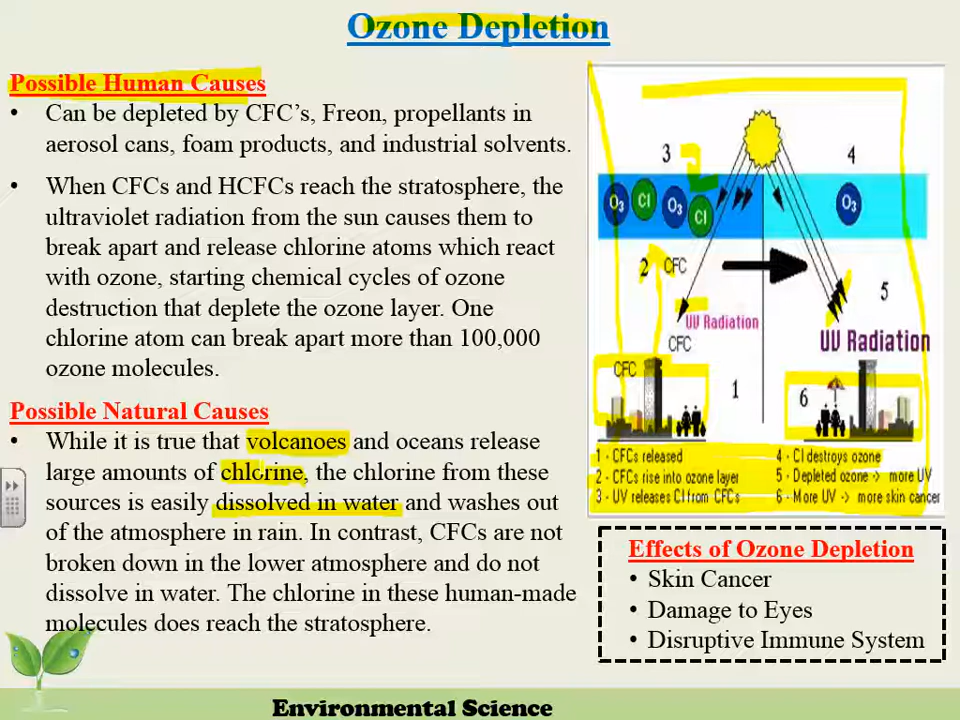 Ozone Depletion
Possible Human Causes
• Can be depleted by CFC’s, Freon, propellants in
aerosol cans, foam products, and industrial solvents.
• When CFCs and HCFCs reach the stratosphere, the
ultraviolet radiation from the sun causes them to
break apart and release chlorine atoms which react
with ozone, starting chemical cycles of ozone
destruction that deplete the ozone layer. One
chlorine atom can break apart more than 100,000
ozone molecules.
Possible Natural Causes
• While it is true that volcanoes and oceans release
large amounts of chlorine, the chlorine from these
sources is easily dissolved in water and washes out
of the atmosphere in rain. In contrast, CFCs are not
broken down in the lower atmosphere and do not
dissolve in water. The chlorine in these human-made
molecules does reach the stratosphere.
3
4
O3 Cl O3 Cl
O3
2 CFC
5
UV Radiation
UV Radiation
CFC
CFC
1
6
1 - CFCs released
2 - CFCs rise into ozone layer
3 - UV releases Cl from CFCs
4 - Cl destroys ozone
5 - Depleted ozone -> more UV
6 - More UV -> more skin cancer
Effects of Ozone Depletion
• Skin Cancer
• Damage to Eyes
• Disruptive Immune System
Environmental Science